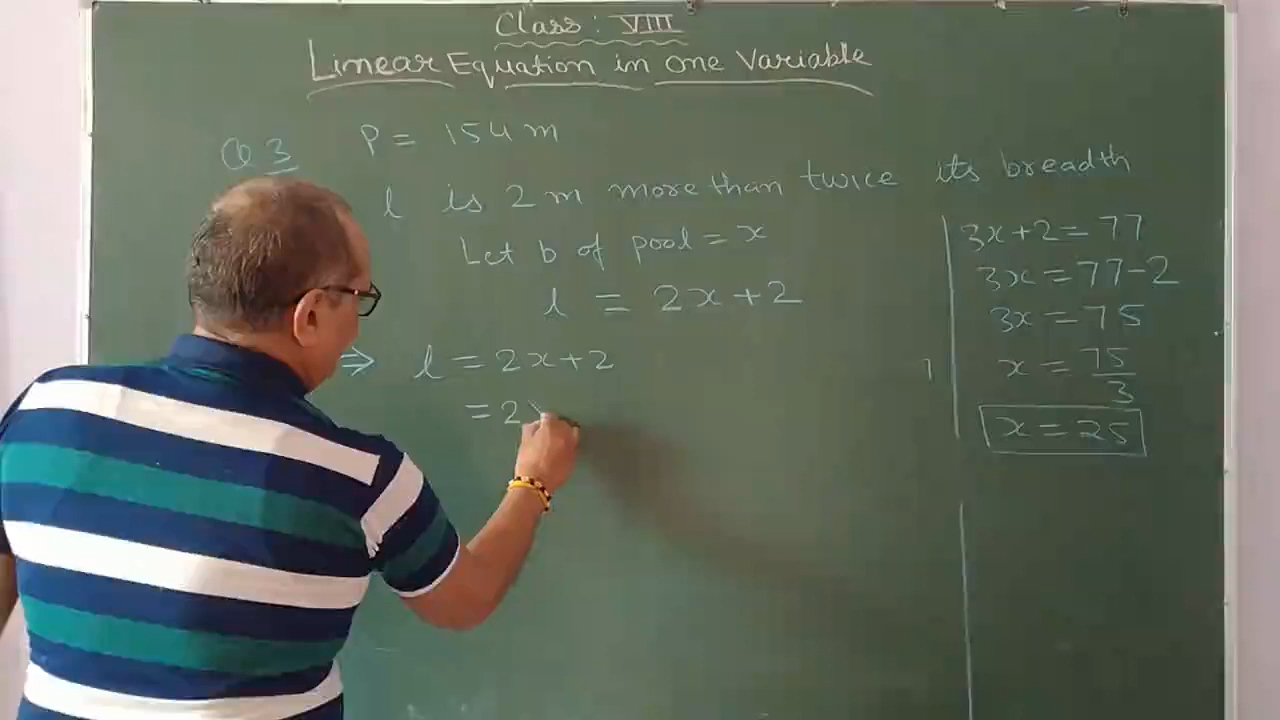 Class : VIII
Linear Equation in one Variable
Q 3 P = 154 m
l is 2 m more than twice its breadth
Let b of pool = x
l = 2x+2
⇒ l = 2x+2
= 2
3x+2 = 77
3x = 77-2
3x = 75
x = 75/3
x = 25